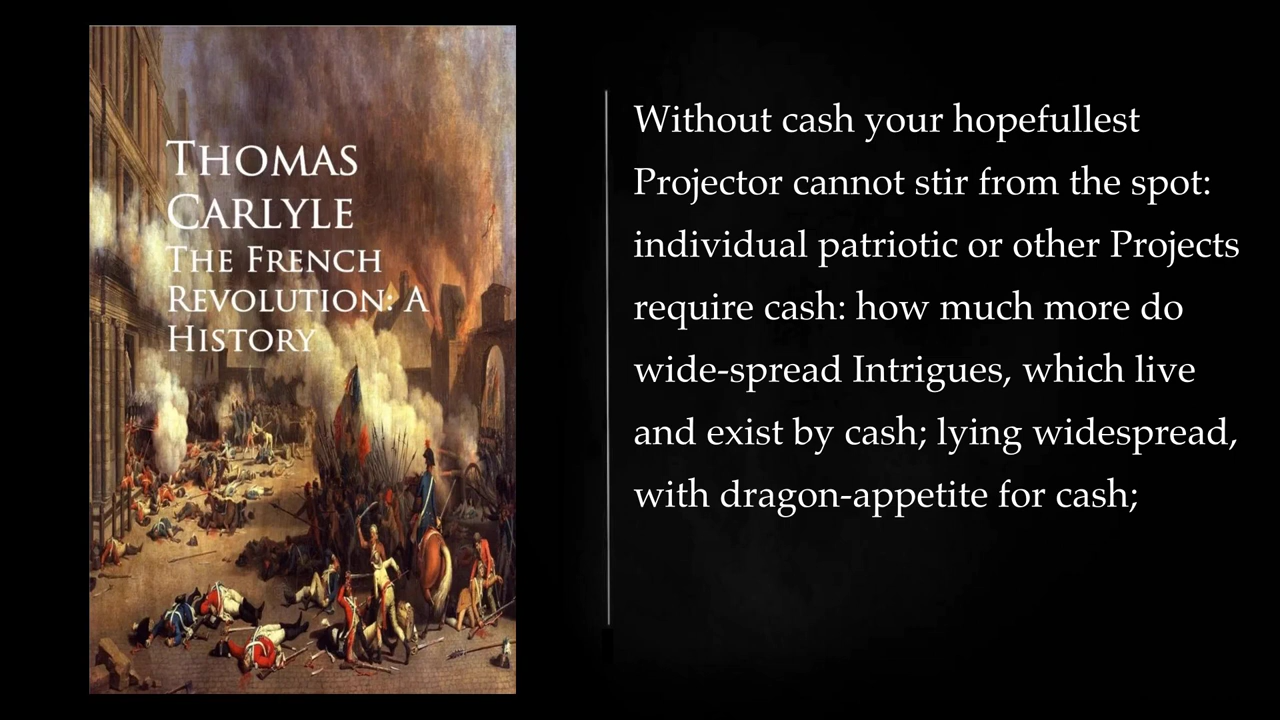 THOMAS
CARLYLE
THE FRENCH
REVOLUTION: A
HISTORY
Without cash your hopefullest
Projector cannot stir from the spot:
individual patriotic or other Projects
require cash: how much more do
wide-spread Intrigues, which live
and exist by cash; lying widespread,
with dragon-appetite for cash;